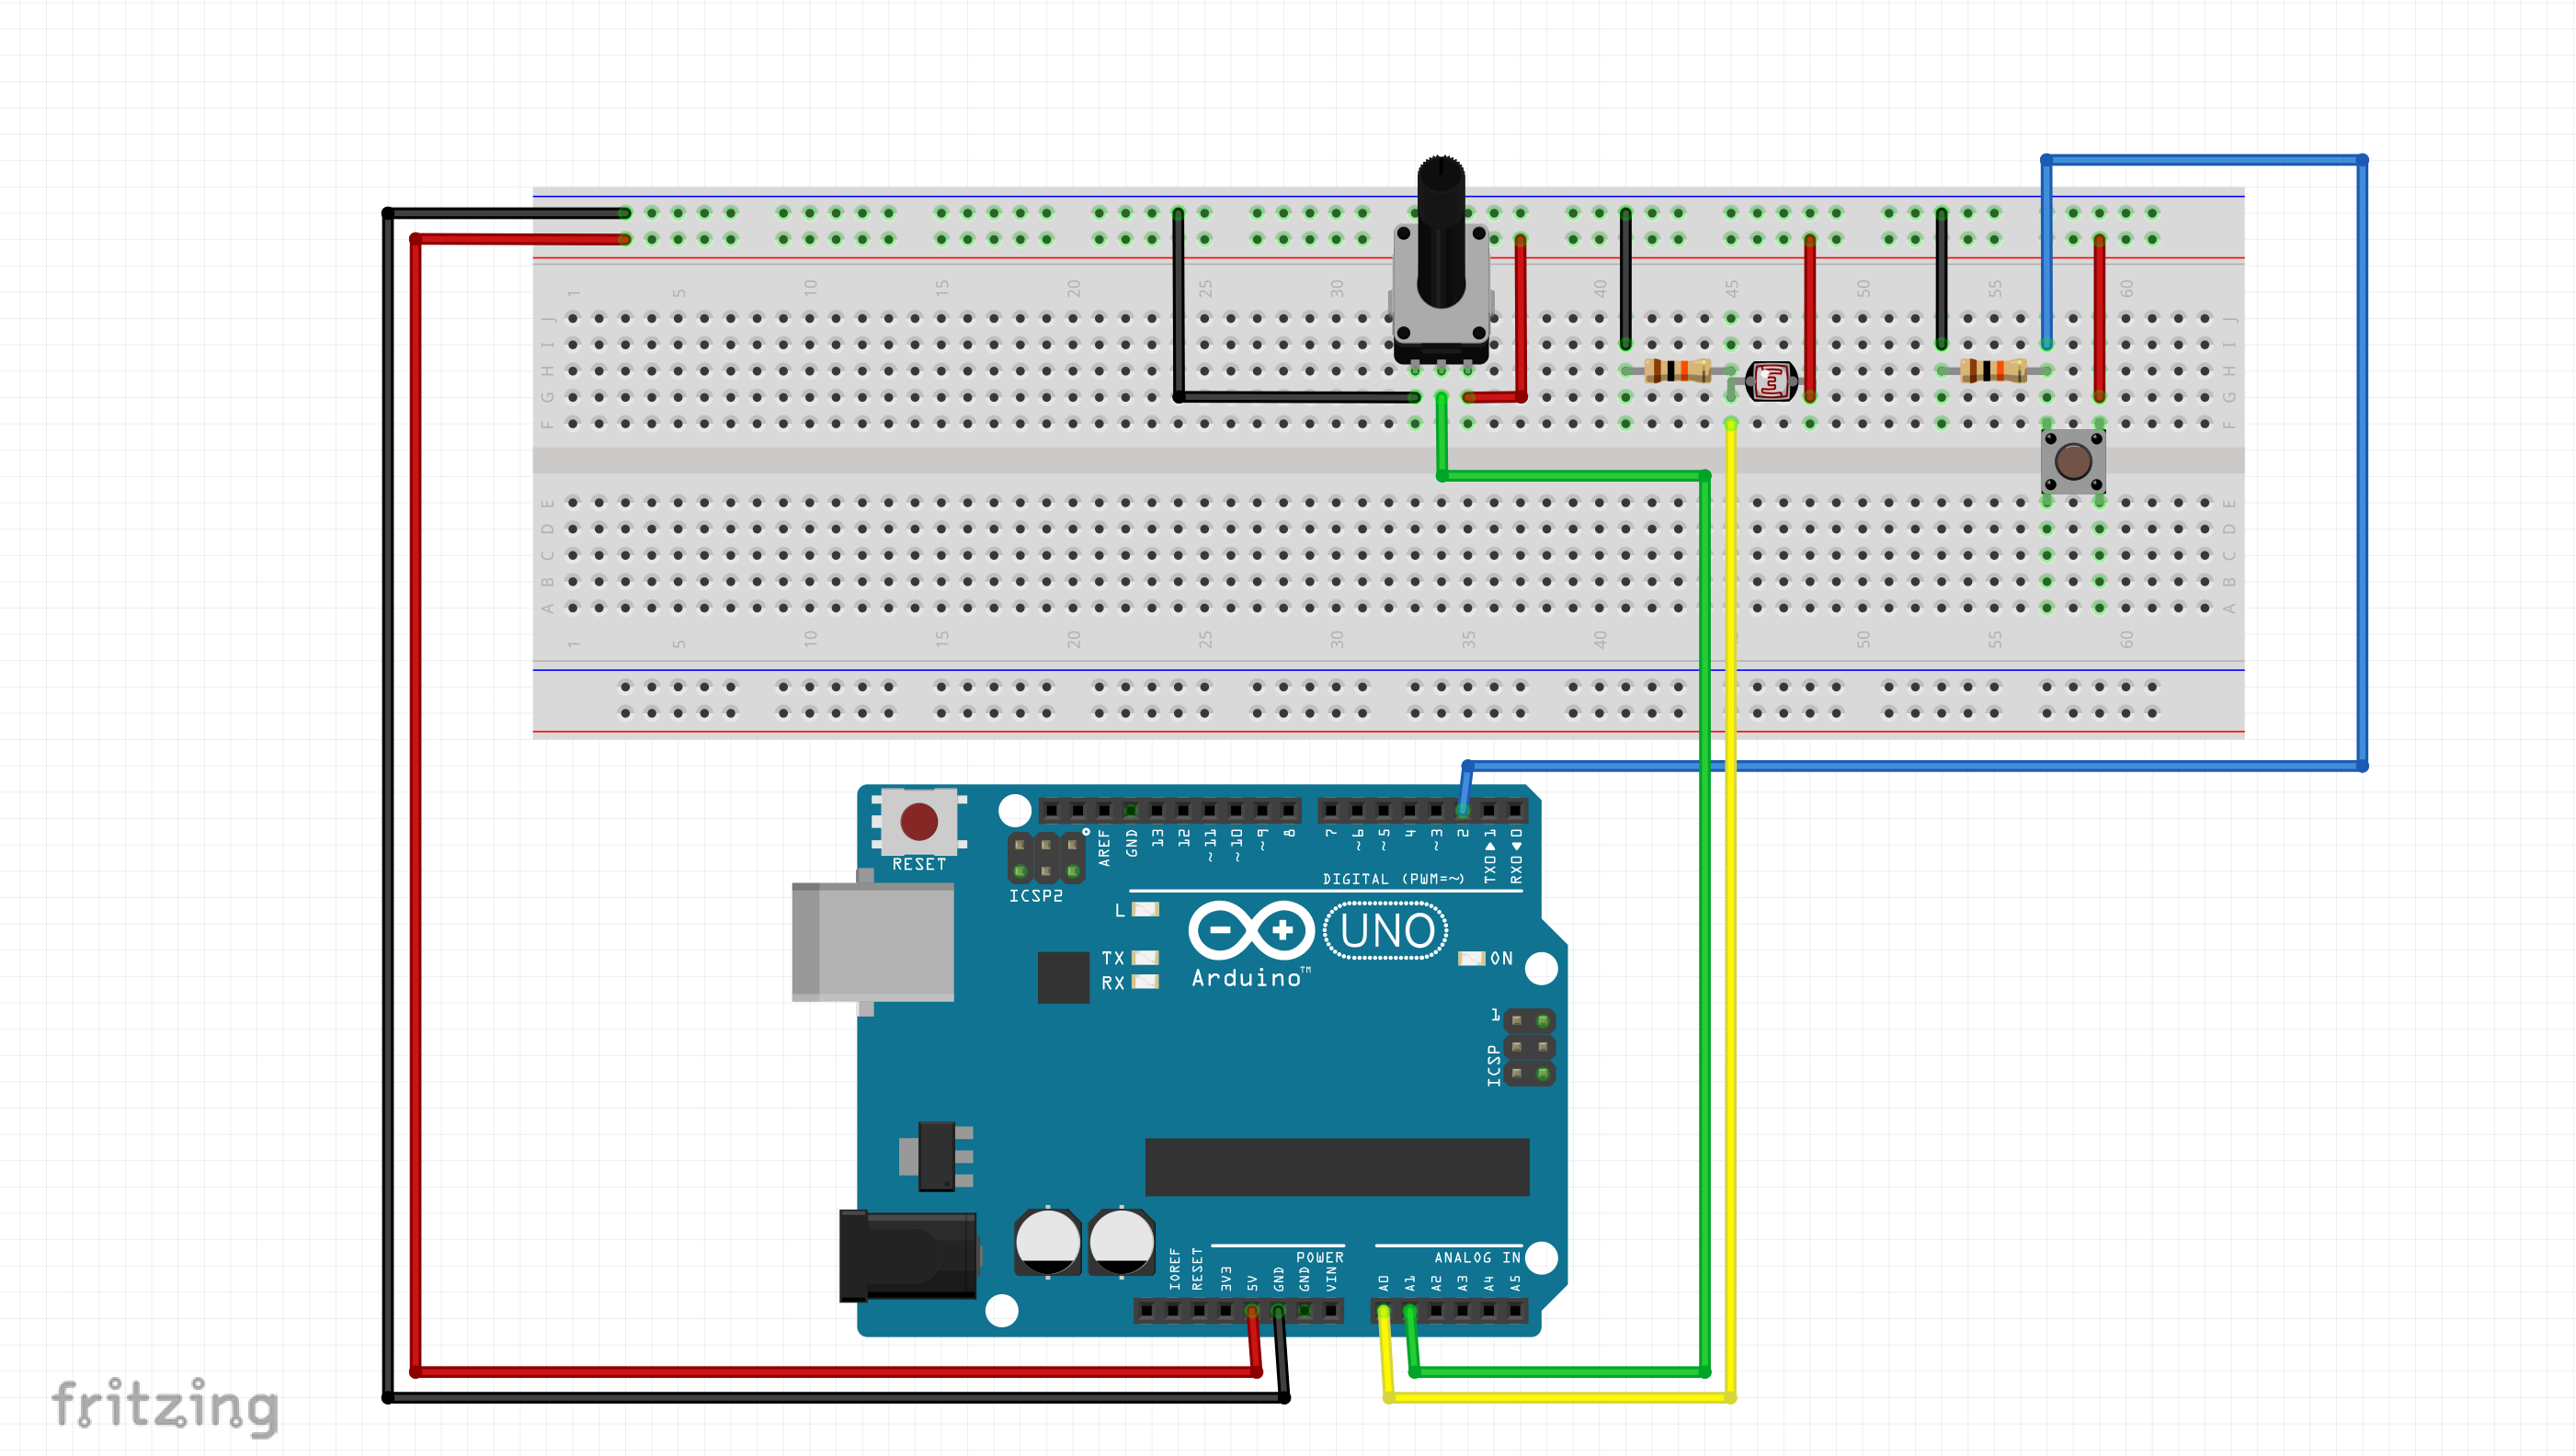 1 5 10 15 20 25 30 40 45 50 55 60
J J
I I
H H
G G
F F
E E
D D
C C
B B
A A
1 5 10 15 20 25 30 35 40 50 55 60
RESET
ICSP2
AREF GND 13 12 ~11 ~10 ~9 8 7 ~6 ~5 4 ~3 2 TX0▶1 RX0◀0
DIGITAL (PWM=~)
L
TX
RX
UNO
Arduino™
ON
1
ICSP
POWER
ANALOG IN
IOREF RESET 3V3 5V GND GND VIN A0 A1 A2 A3 A4 A5
fritzing